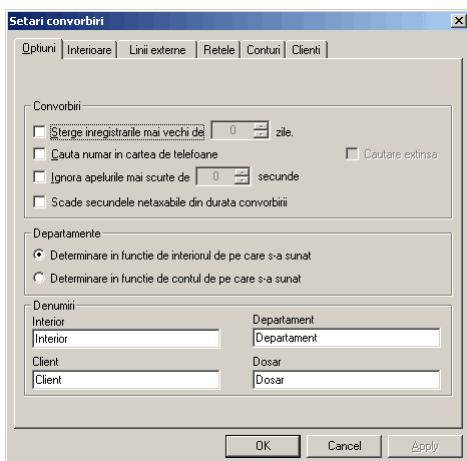 Setari convorbiri
Optiuni Interioare Linii externe Retele Conturi Clienti
Convorbiri
Sterge inregistrarile mai vechi de 0 zile.
Cauta numar in cartea de telefoane Cautare extinsa
Ignora apelurile mai scurte de 0 secunde
Scade secundele netaxabile din durata convorbirii
Departamente
Determinare in functie de interiorul de pe care s-a sunat
Determinare in functie de contul de pe care s-a sunat
Denumiri
Interior Departament
Interior Departament
Client Dosar
Client Dosar
OK Cancel Apply